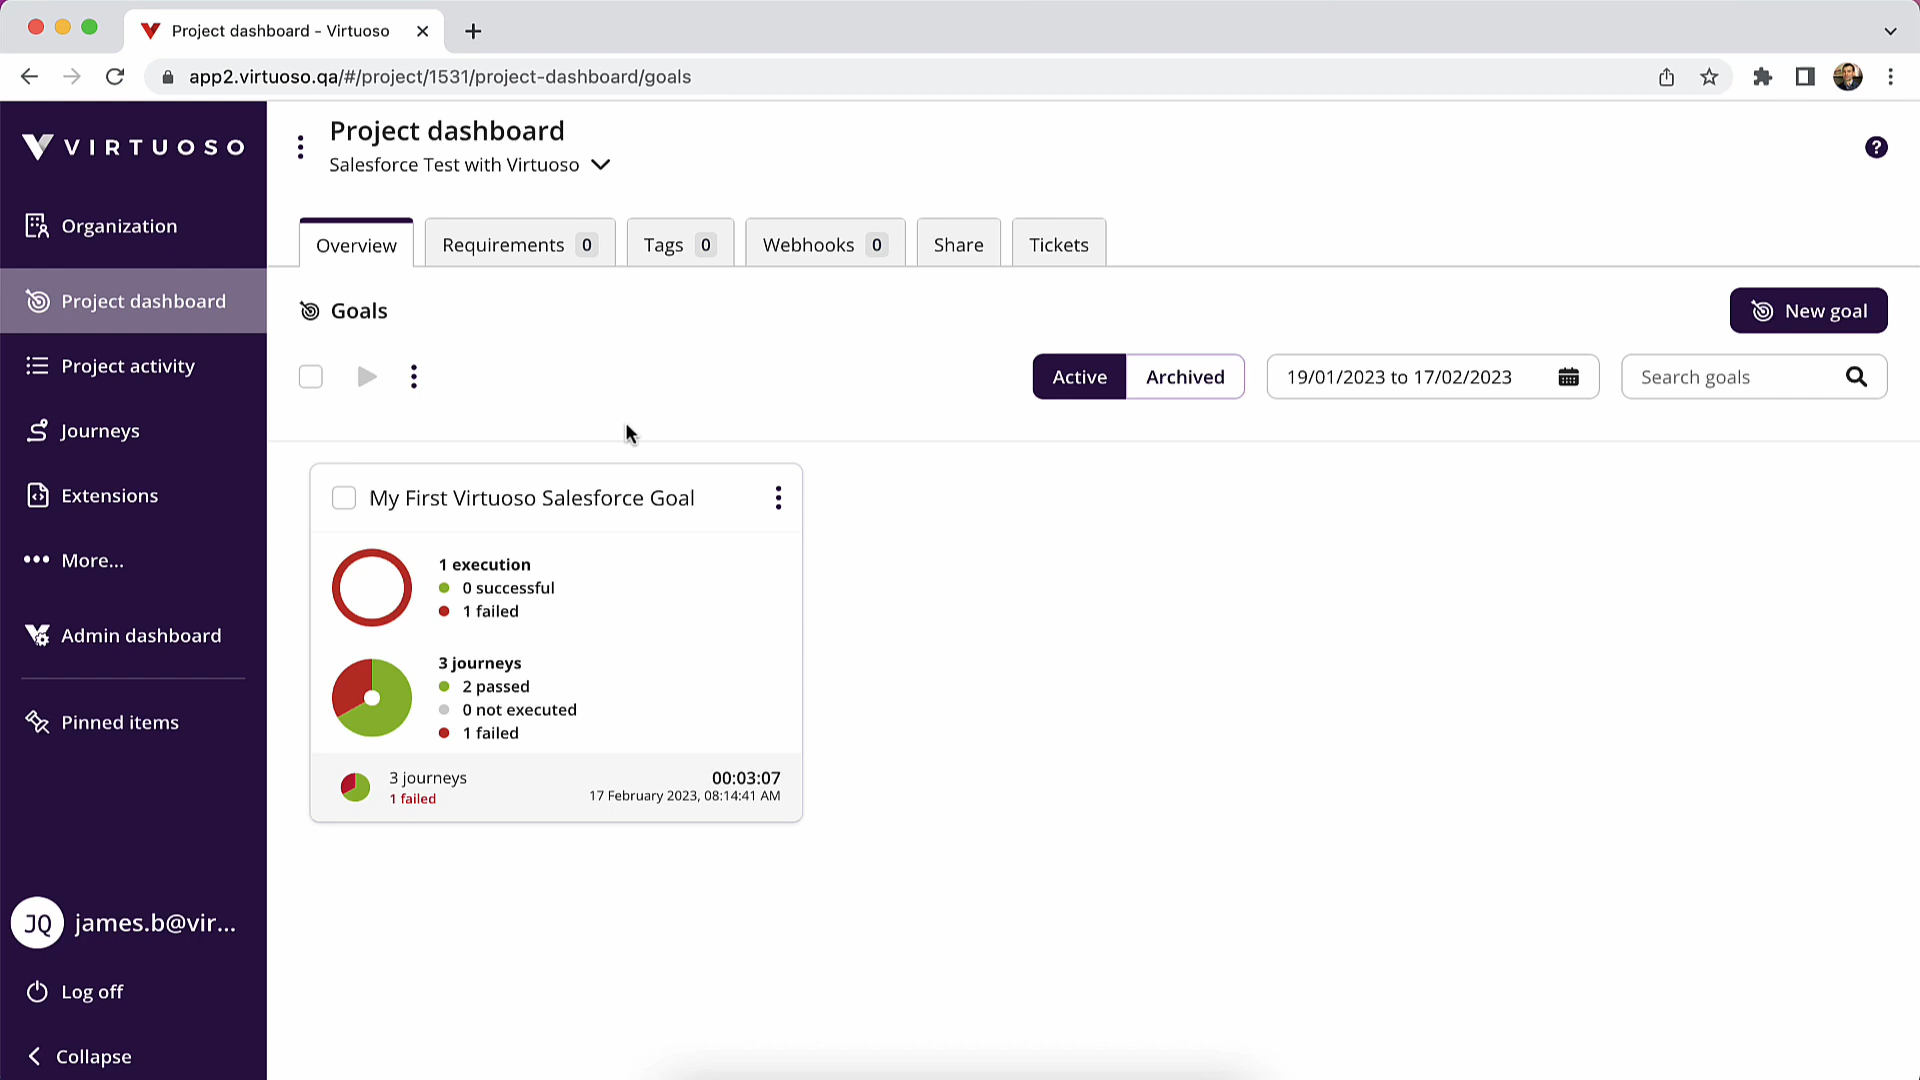 Project dashboard - Virtuoso
app2.virtuoso.qa/#/project/1531/project-dashboard/goals
VIRTUOSO
Organization
Project dashboard
Project activity
Journeys
Extensions
More...
Admin dashboard
Pinned items
JQ james.b@vir...
Log off
Collapse
Project dashboard
Salesforce Test with Virtuoso
?
Overview Requirements 0 Tags 0 Webhooks 0 Share Tickets
Goals
New goal
Active Archived 19/01/2023 to 17/02/2023 Search goals
My First Virtuoso Salesforce Goal
1 execution
0 successful
1 failed
3 journeys
2 passed
0 not executed
1 failed
3 journeys 00:03:07
1 failed 17 February 2023, 08:14:41 AM